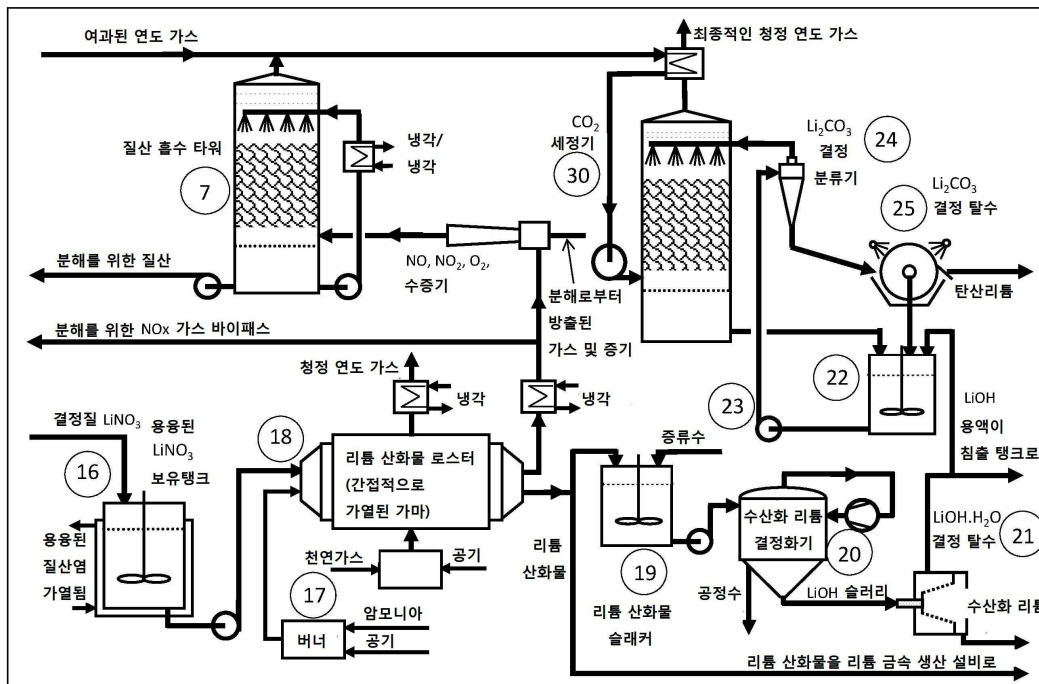 여과된 연도 가스
최종적인 청정 연도 가스
질산 흡수 타워
7
냉각/
냉각
CO₂
세정기
30
Li₂CO₃
결정
분류기
24
Li₂CO₃
결정 탈수
25
탄산리튬
NO, NO₂, O₂,
수증기
분해를 위한 질산
분해로부터
방출된
가스 및 증기
분해를 위한 NOx 가스 바이패스
청정 연도 가스
냉각
냉각
22
23
LiOH
용액이
침출 탱크로
결정질 LiNO₃
용융된
LiNO₃
보유탱크
16
용융된
질산염
가열됨
18
리튬 산화물 로스터
(간접적으로
가열된 가마)
천연가스
공기
17
버너
암모니아
공기
리튬
산화물
증류수
19
리튬 산화물
슬래커
수산화 리튬
결정화기
20
공정수
LiOH 슬러리
LiOH.H₂O
결정 탈수
21
수산화 리튬
리튬 산화물을 리튬 금속 생산 설비로